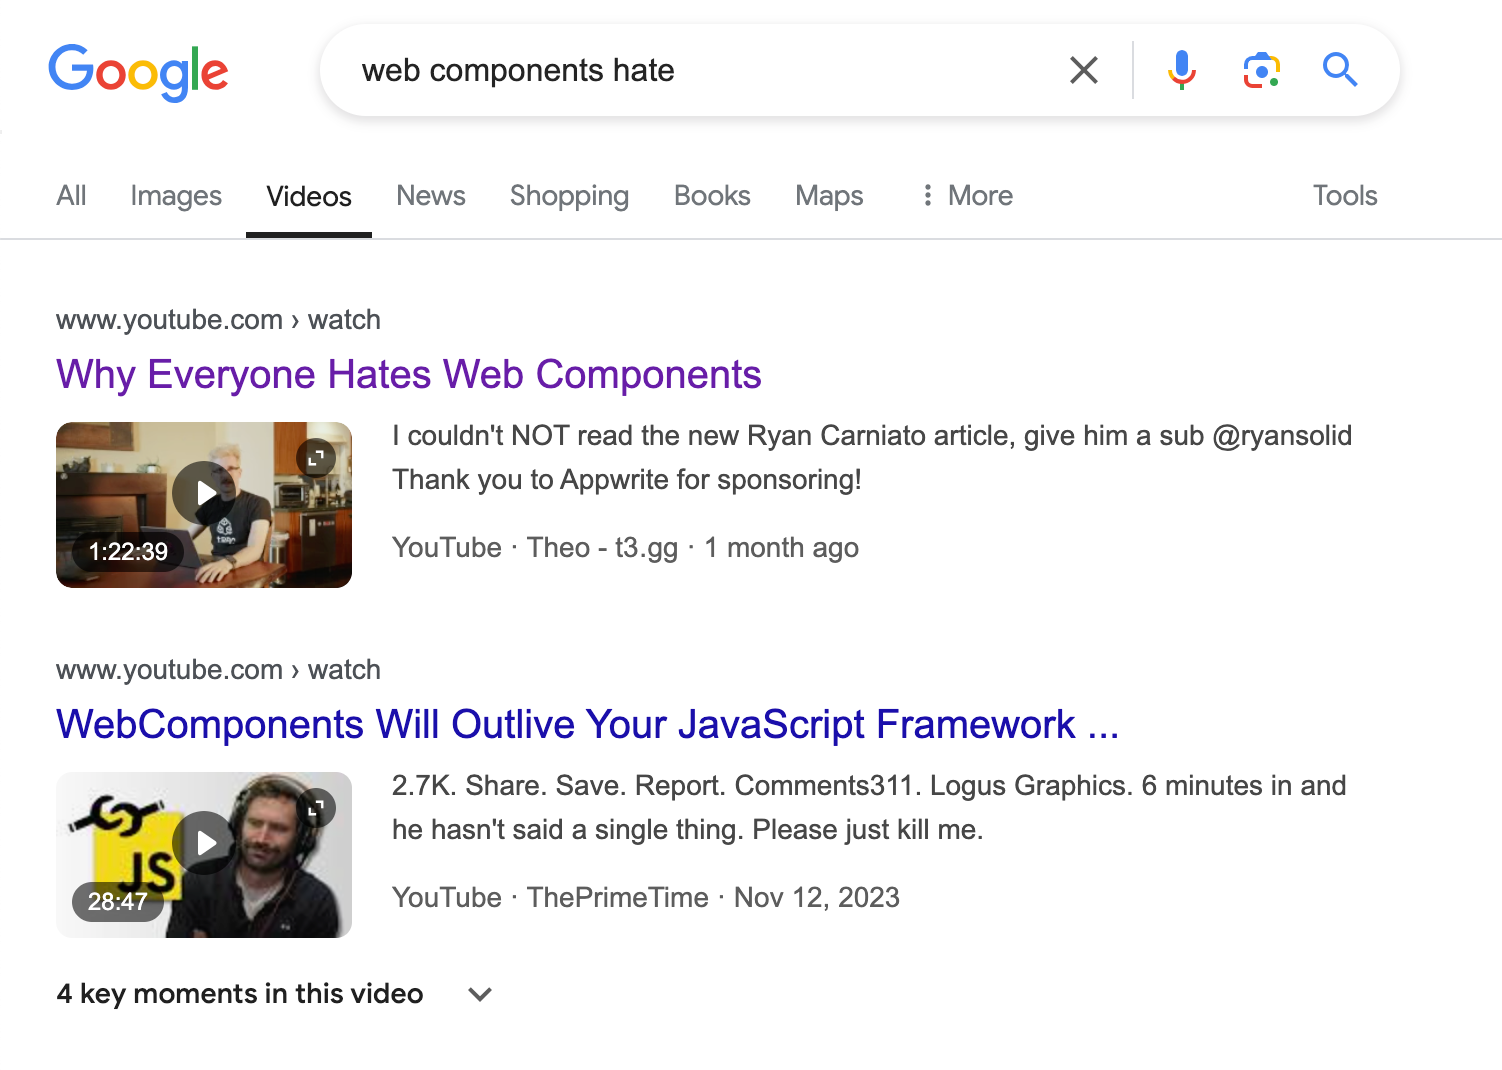 Google
web components hate
All Images Videos News Shopping Books Maps More Tools
www.youtube.com › watch
Why Everyone Hates Web Components
I couldn't NOT read the new Ryan Carniato article, give him a sub @ryansolid
Thank you to Appwrite for sponsoring!
1:22:39
YouTube · Theo - t3.gg · 1 month ago
www.youtube.com › watch
WebComponents Will Outlive Your JavaScript Framework ...
2.7K. Share. Save. Report. Comments311. Logus Graphics. 6 minutes in and
he hasn't said a single thing. Please just kill me.
JS
28:47
YouTube · ThePrimeTime · Nov 12, 2023
4 key moments in this video